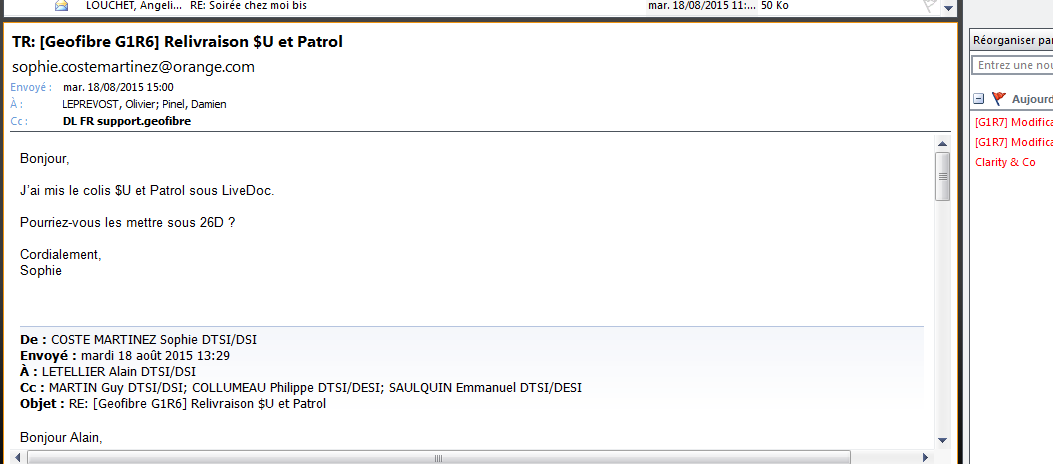 LOUCHET, Angeli... RE: Soirée chez moi bis mar. 18/08/2015 11:... 50 Ko
TR: [Geofibre G1R6] Relivraison $U et Patrol
sophie.costemartinez@orange.com
Envoyé : mar. 18/08/2015 15:00
À : LEPREVOST, Olivier; Pinel, Damien
Cc : DL FR support.geofibre
Bonjour,
J'ai mis le colis $U et Patrol sous LiveDoc.
Pourriez-vous les mettre sous 26D ?
Cordialement,
Sophie
De : COSTE MARTINEZ Sophie DTSI/DSI
Envoyé : mardi 18 août 2015 13:29
À : LETELLIER Alain DTSI/DSI
Cc : MARTIN Guy DTSI/DSI; COLLUMEAU Philippe DTSI/DESI; SAULQUIN Emmanuel DTSI/DESI
Objet : RE: [Geofibre G1R6] Relivraison $U et Patrol
Bonjour Alain,
Réorganiser par
Entrez une nou
Aujourd
[G1R7] Modifica
[G1R7] Modifica
Clarity & Co